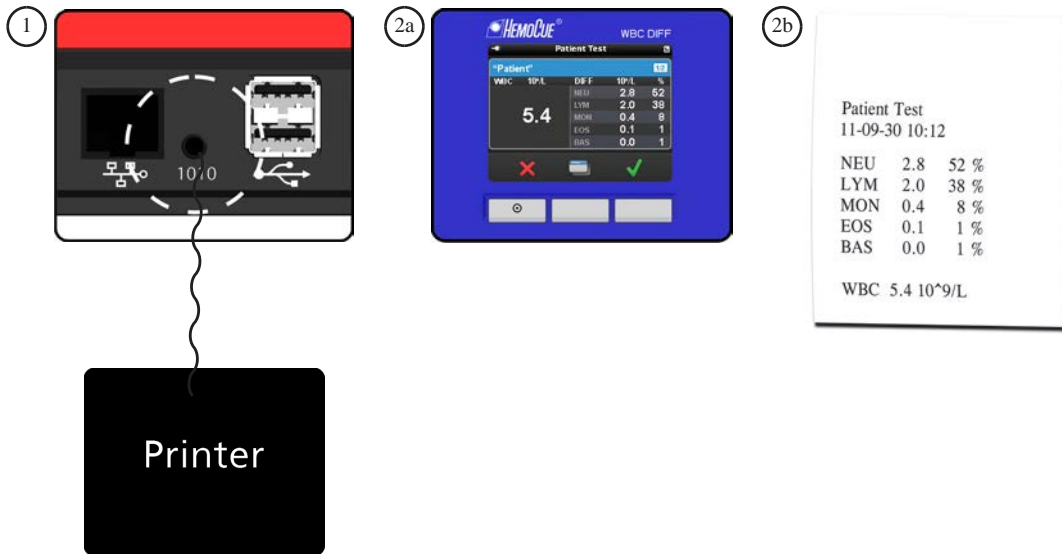 1
1010
Printer
2a
HEMOCUE®
WBC DIFF
Patient Test
"Patient"
1/2
WBC 10⁹/L DIFF 10⁹/L %
5.4
NEU 2.8 52
LYM 2.0 38
MON 0.4 8
EOS 0.1 1
BAS 0.0 1
2b
Patient Test
11-09-30 10:12
NEU 2.8 52 %
LYM 2.0 38 %
MON 0.4 8 %
EOS 0.1 1 %
BAS 0.0 1 %
WBC 5.4 10^9/L